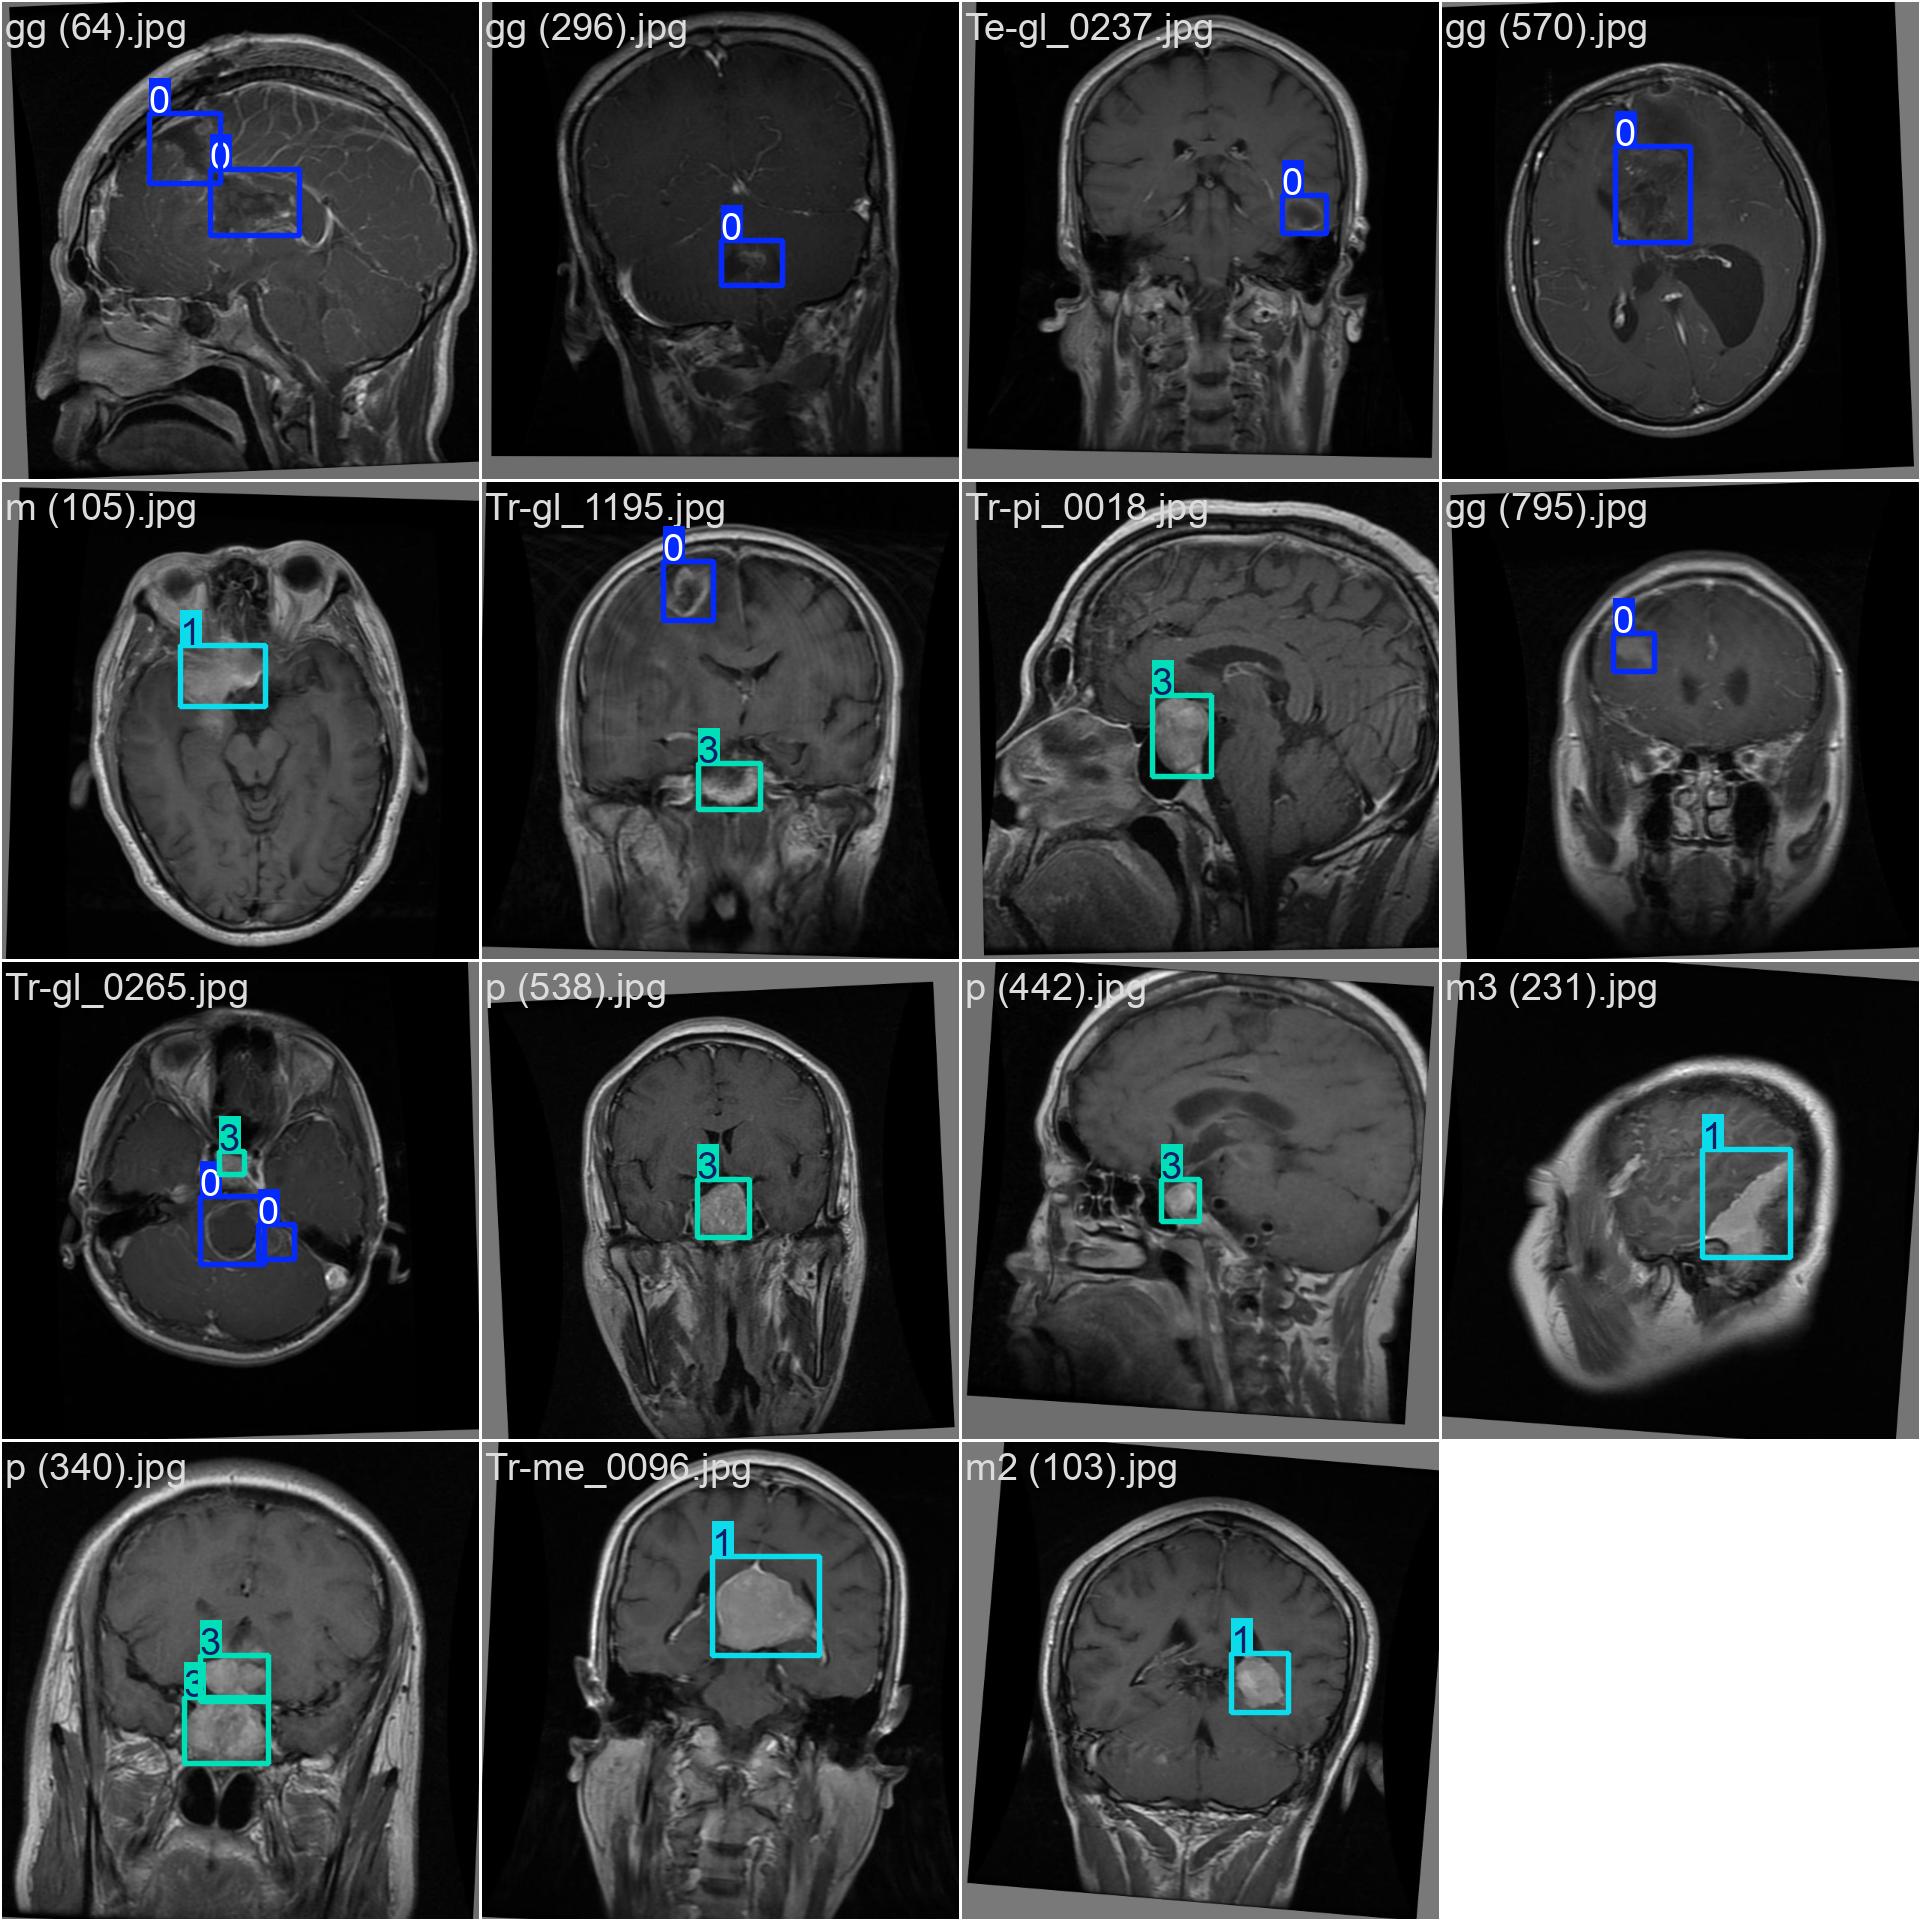 gg (64).jpg
0
0
gg (296).jpg
0
Te-gl_0237.jpg
0
gg (570).jpg
0
m (105).jpg
1
Tr-gl_1195.jpg
0
3
Tr-pi_0018.jpg
3
gg (795).jpg
0
Tr-gl_0265.jpg
3
0
0
p (538).jpg
3
p (442).jpg
3
m3 (231).jpg
1
p (340).jpg
3
3
Tr-me_0096.jpg
1
m2 (103).jpg
1